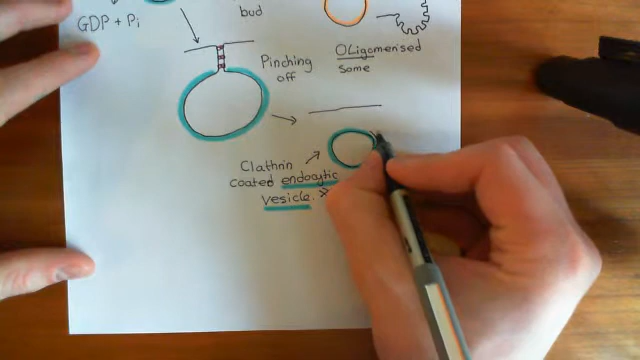 GDP + Pi
bud
OLigomerised
some
Pinching
off
Clathrin
coated endocytic
vesicle.